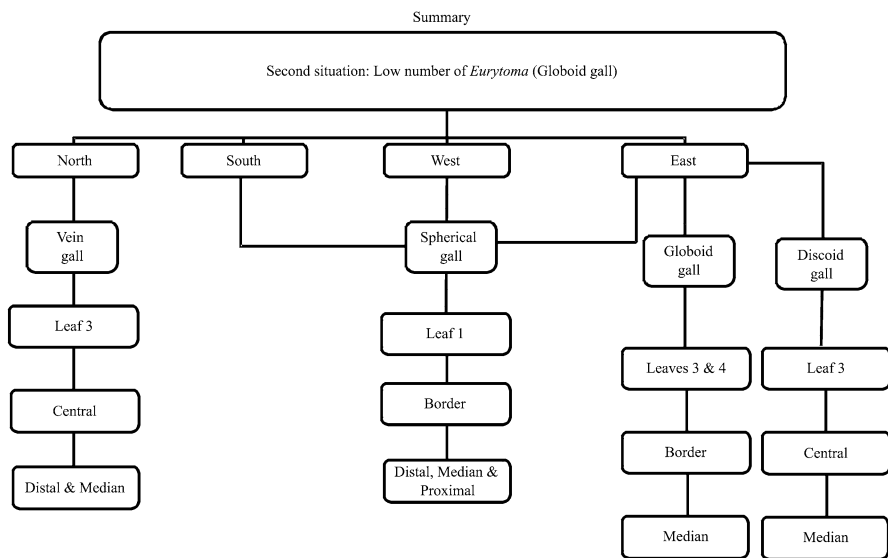 Summary
Second situation: Low number of Eurytoma (Globoid gall)
North
South
West
East
Vein
gall
Spherical
gall
Globoid
gall
Discoid
gall
Leaf 3
Leaf 1
Leaves 3 & 4
Leaf 3
Central
Border
Border
Central
Distal & Median
Distal, Median &
Proximal
Median
Median